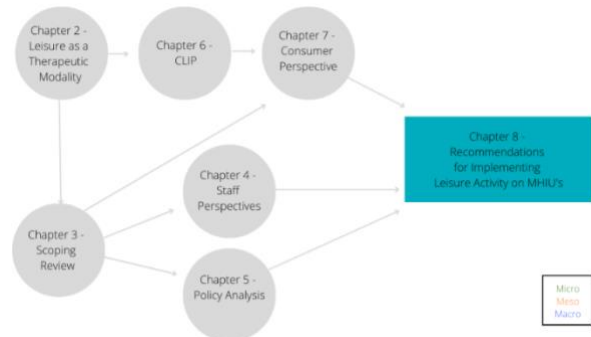 Chapter 2 -
Leisure as a
Therapeutic
Modality
Chapter 6 -
CLIP
Chapter 7 -
Consumer
Perspective
Chapter 8 -
Recommendations
for Implementing
Leisure Activity on MHIU's
Chapter 4 -
Staff
Perspectives
Chapter 3 -
Scoping
Review
Chapter 5 -
Policy Analysis
Micro
Meso
Macro